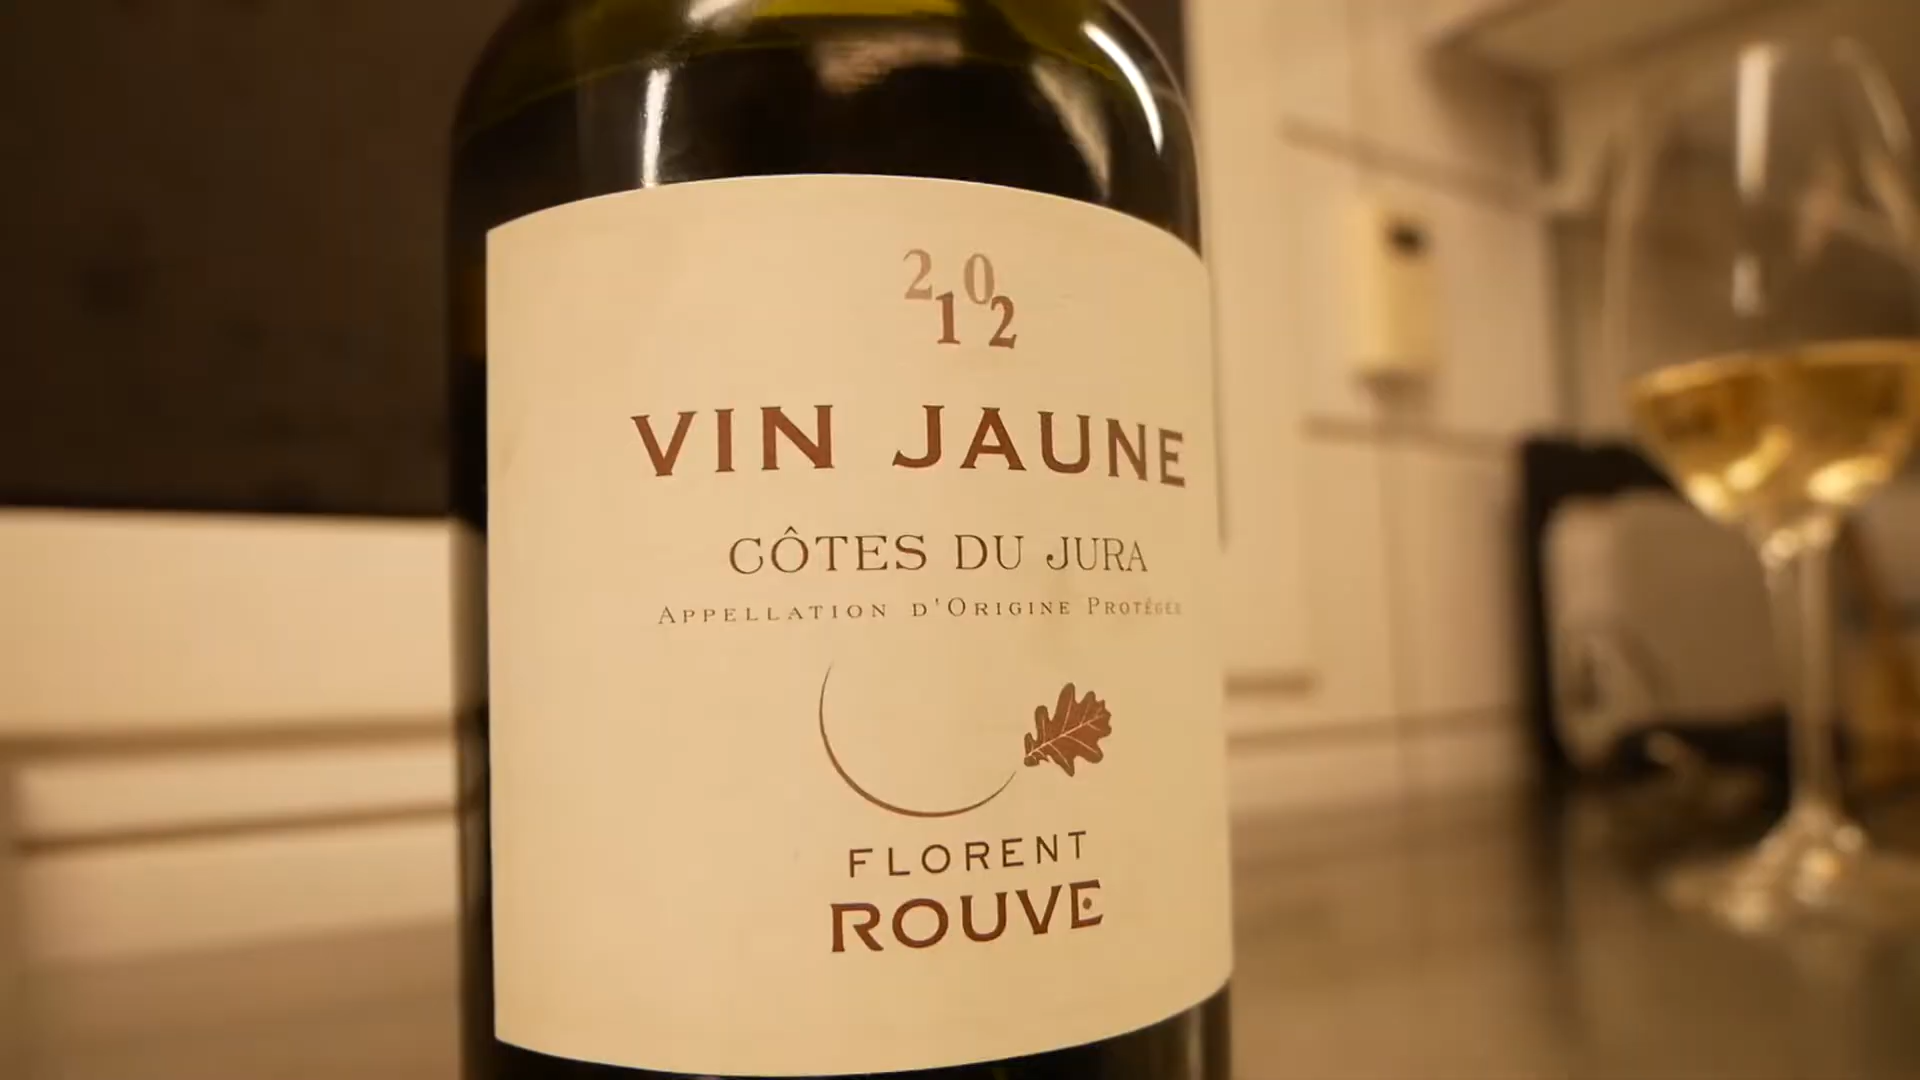 2012
VIN JAUNE
CÔTES DU JURA
APPELLATION D'ORIGINE PROTÉGÉE
FLORENT
ROUVE